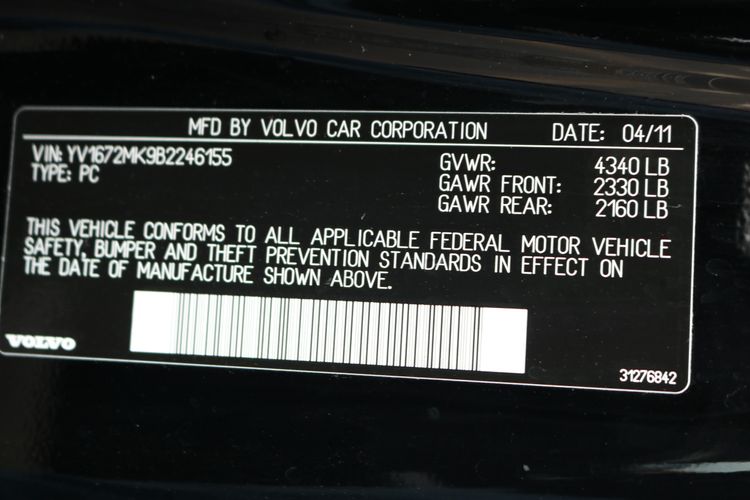 MFD BY VOLVO CAR CORPORATION DATE: 04/11
VIN: YV1672MK9B2246155
TYPE: PC
GVWR: 4340 LB
GAWR FRONT: 2330 LB
GAWR REAR: 2160 LB
THIS VEHICLE CONFORMS TO ALL APPLICABLE FEDERAL MOTOR VEHICLE
SAFETY, BUMPER AND THEFT PREVENTION STANDARDS IN EFFECT ON
THE DATE OF MANUFACTURE SHOWN ABOVE.
VOLVO
31276842